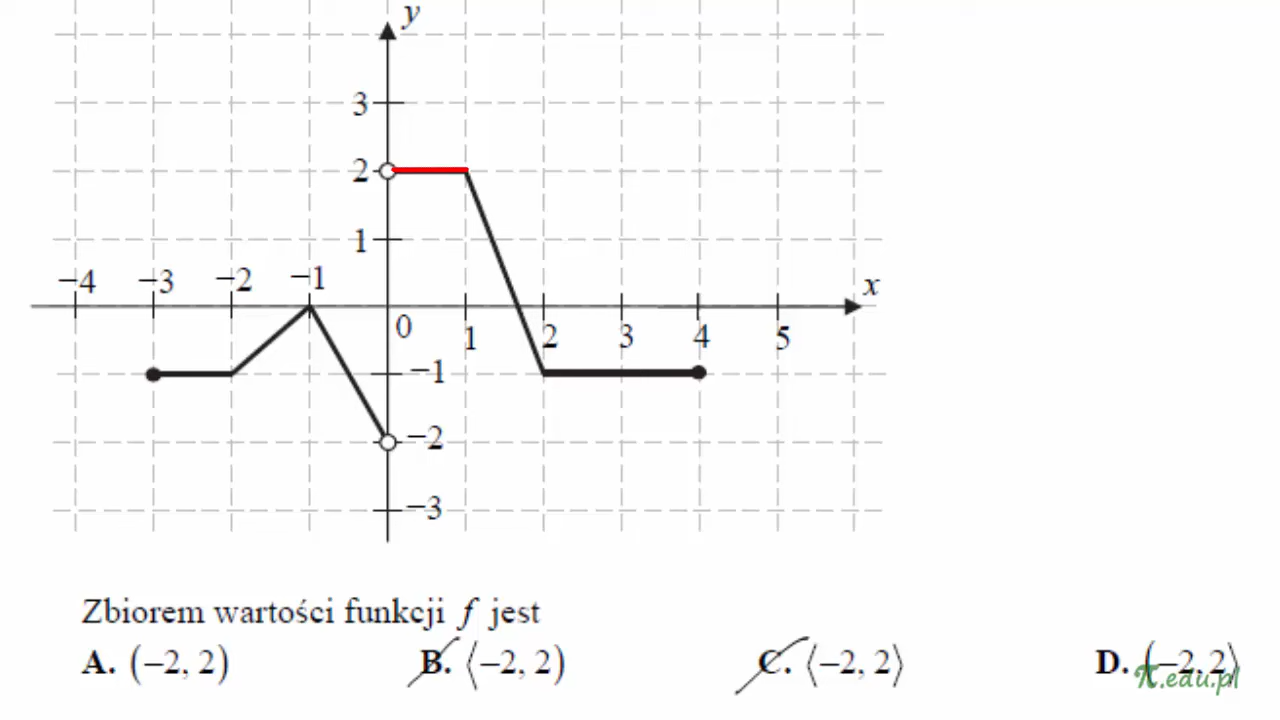 y
3
2
1
−4 −3 −2 −1 x
0 1 2 3 4 5
−1
−2
−3
Zbiorem wartości funkcji f jest
A. (−2, 2) B. ⟨−2, 2) C. ⟨−2, 2⟩ D. (−2, 2⟩
π.edu.pl